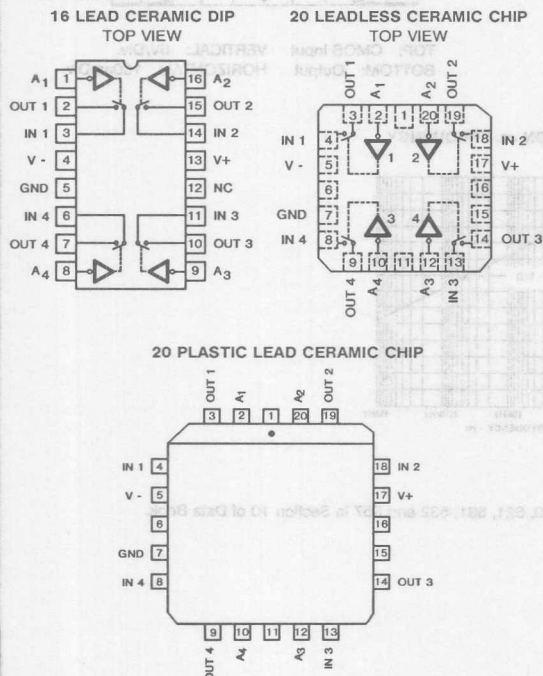 16 LEAD CERAMIC DIP
TOP VIEW
A1 1
16 A2
OUT 1 2
15 OUT 2
IN 1 3
14 IN 2
V - 4
13 V+
GND 5
12 NC
IN 4 6
11 IN 3
OUT 4 7
10 OUT 3
A4 8
9 A3
20 LEADLESS CERAMIC CHIP
TOP VIEW
OUT 1
A1
A2
OUT 2
3 2 1 20 19
IN 1 4
18 IN 2
V - 5
17 V+
1 2
6
16
GND 7
15
3 4
IN 4 8
14 OUT 3
9 10 11 12 13
OUT 4
A4
A3
IN 3
20 PLASTIC LEAD CERAMIC CHIP
OUT 1
A1
A2
OUT 2
3 2 1 20 19
IN 1 4
18 IN 2
V - 5
17 V+
6
16
GND 7
15
IN 4 8
14 OUT 3
9 10 11 12 13
OUT 4
A4
A3
IN 3